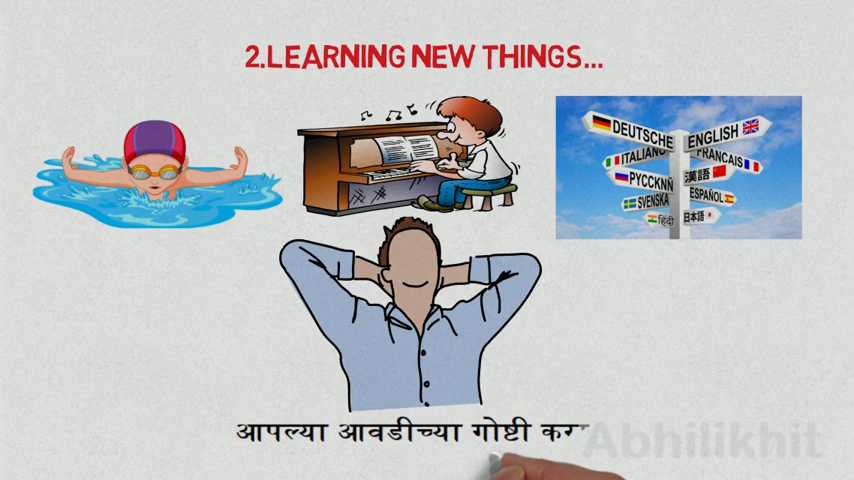 2.LEARNING NEW THINGS...
DEUTSCHE
ENGLISH
ITALIANO
FRANCAIS
漢語
SVENSKA
ESPAÑOL
हिंदी
日本語
आपल्या आवडीच्या गोष्टी
Abhilikhit